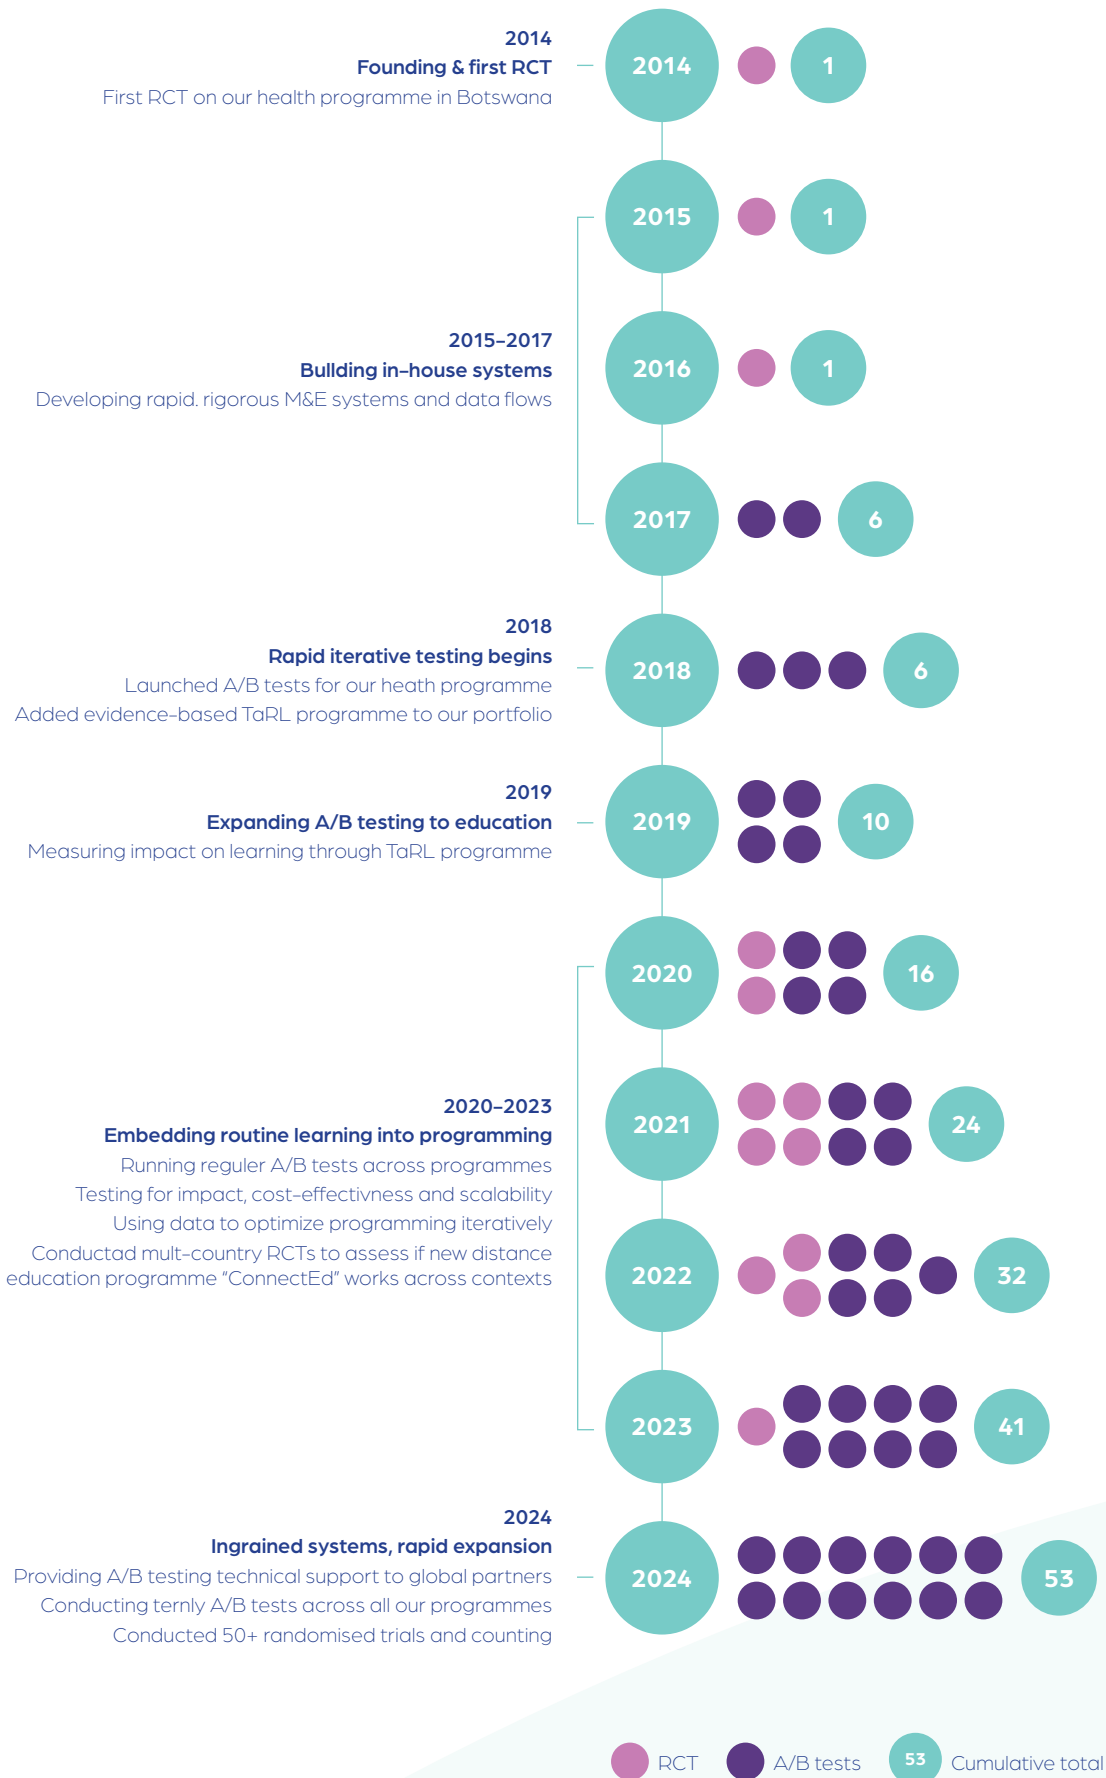 2014
Founding & first RCT
First RCT on our health programme in Botswana
2014
1
2015
1
2015-2017
Bullding in-house systems
Developing rapid. rigorous M&E systems and data flows
2016
1
2017
6
2018
Rapid iterative testing begins
Launched A/B tests for our heath programme
Added evidence-based TaRL programme to our portfolio
2018
6
2019
Expanding A/B testing to education
Measuring impact on learning through TaRL programme
2019
10
2020
16
2020-2023
Embedding routine learning into programming
Running reguler A/B tests across programmes
Testing for impact, cost-effectivness and scalability
Using data to optimize programming iteratively
Conductad mult-country RCTs to assess if new distance
education programme "ConnectEd" works across contexts
2021
24
2022
32
2023
41
2024
Ingrained systems, rapid expansion
Providing A/B testing technical support to global partners
Conducting ternly A/B tests across all our programmes
Conducted 50+ randomised trials and counting
2024
53
RCT
A/B tests
53
Cumulative total